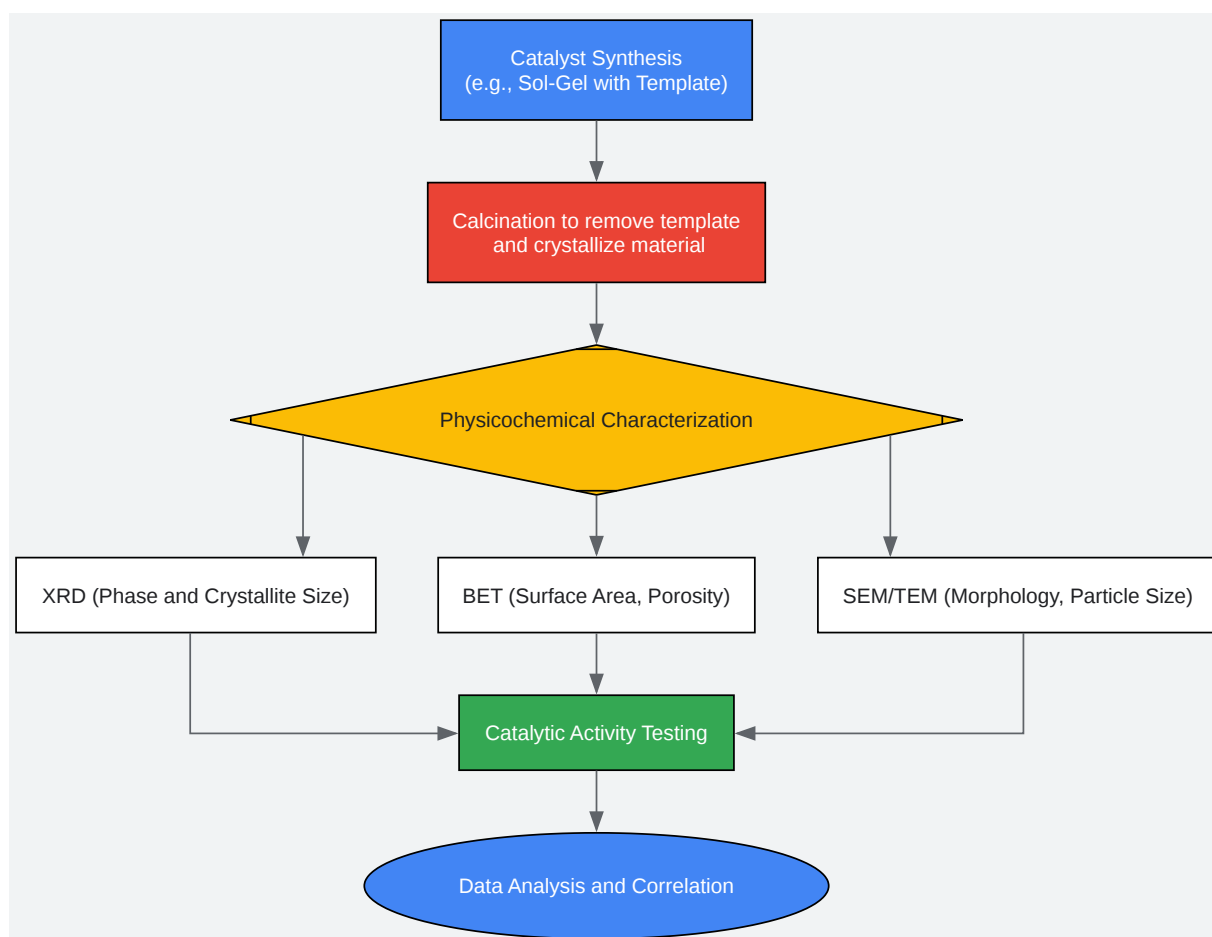 Catalyst Synthesis
(e.g., Sol-Gel with Template)
Calcination to remove template
and crystallize material
Physicochemical Characterization
XRD (Phase and Crystallite Size)
BET (Surface Area, Porosity)
SEM/TEM (Morphology, Particle Size)
Catalytic Activity Testing
Data Analysis and Correlation